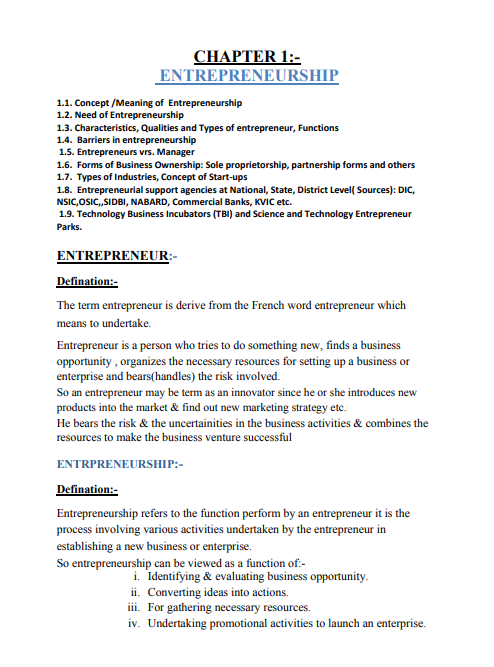 CHAPTER 1:-
ENTREPRENEURSHIP
1.1. Concept /Meaning of Entrepreneurship
1.2. Need of Entrepreneurship
1.3. Characteristics, Qualities and Types of entrepreneur, Functions
1.4. Barriers in entrepreneurship
1.5. Entrepreneurs vrs. Manager
1.6. Forms of Business Ownership: Sole proprietorship, partnership forms and others
1.7. Types of Industries, Concept of Start-ups
1.8. Entrepreneurial support agencies at National, State, District Level( Sources): DIC,
NSIC,OSIC,,SIDBI, NABARD, Commercial Banks, KVIC etc.
1.9. Technology Business Incubators (TBI) and Science and Technology Entrepreneur
Parks.
ENTREPRENEUR:-
Defination:-
The term entrepreneur is derive from the French word entrepreneur which
means to undertake.
Entrepreneur is a person who tries to do something new, finds a business
opportunity , organizes the necessary resources for setting up a business or
enterprise and bears(handles) the risk involved.
So an entrepreneur may be term as an innovator since he or she introduces new
products into the market & find out new marketing strategy etc.
He bears the risk & the uncertainities in the business activities & combines the
resources to make the business venture successful
ENTRPRENEURSHIP:-
Defination:-
Entrepreneurship refers to the function perform by an entrepreneur it is the
process involving various activities undertaken by the entrepreneur in
establishing a new business or enterprise.
So entrepreneurship can be viewed as a function of:-
i. Identifying & evaluating business opportunity.
ii. Converting ideas into actions.
iii. For gathering necessary resources.
iv. Undertaking promotional activities to launch an enterprise.